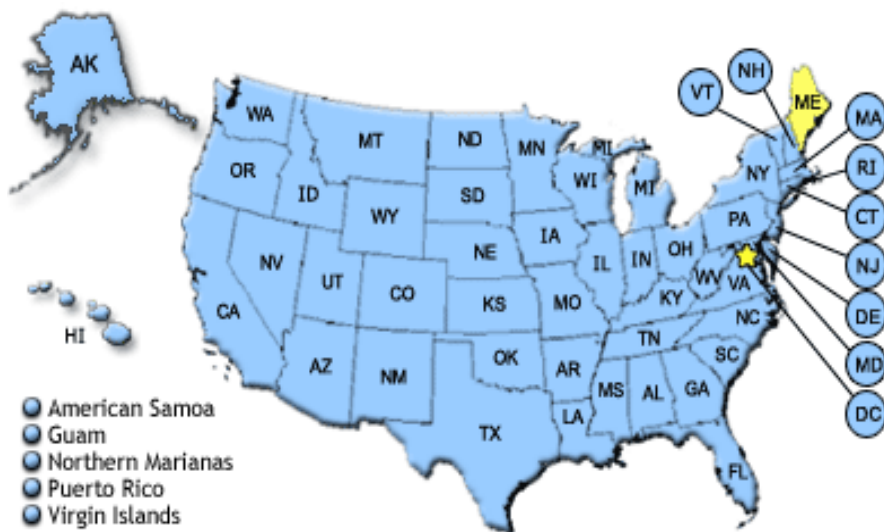 AK
WA
MT
ND
MN
MI
VT
NH
ME
MA
OR
ID
SD
WI
MI
NY
RI
WY
CT
IA
PA
NE
NV
UT
CO
IL
IN
OH
NJ
WV
VA
CA
KS
MO
KY
DE
HI
NC
TN
AZ
NM
OK
AR
SC
MD
MS
AL
GA
DC
LA
TX
FL
American Samoa
Guam
Northern Marianas
Puerto Rico
Virgin Islands